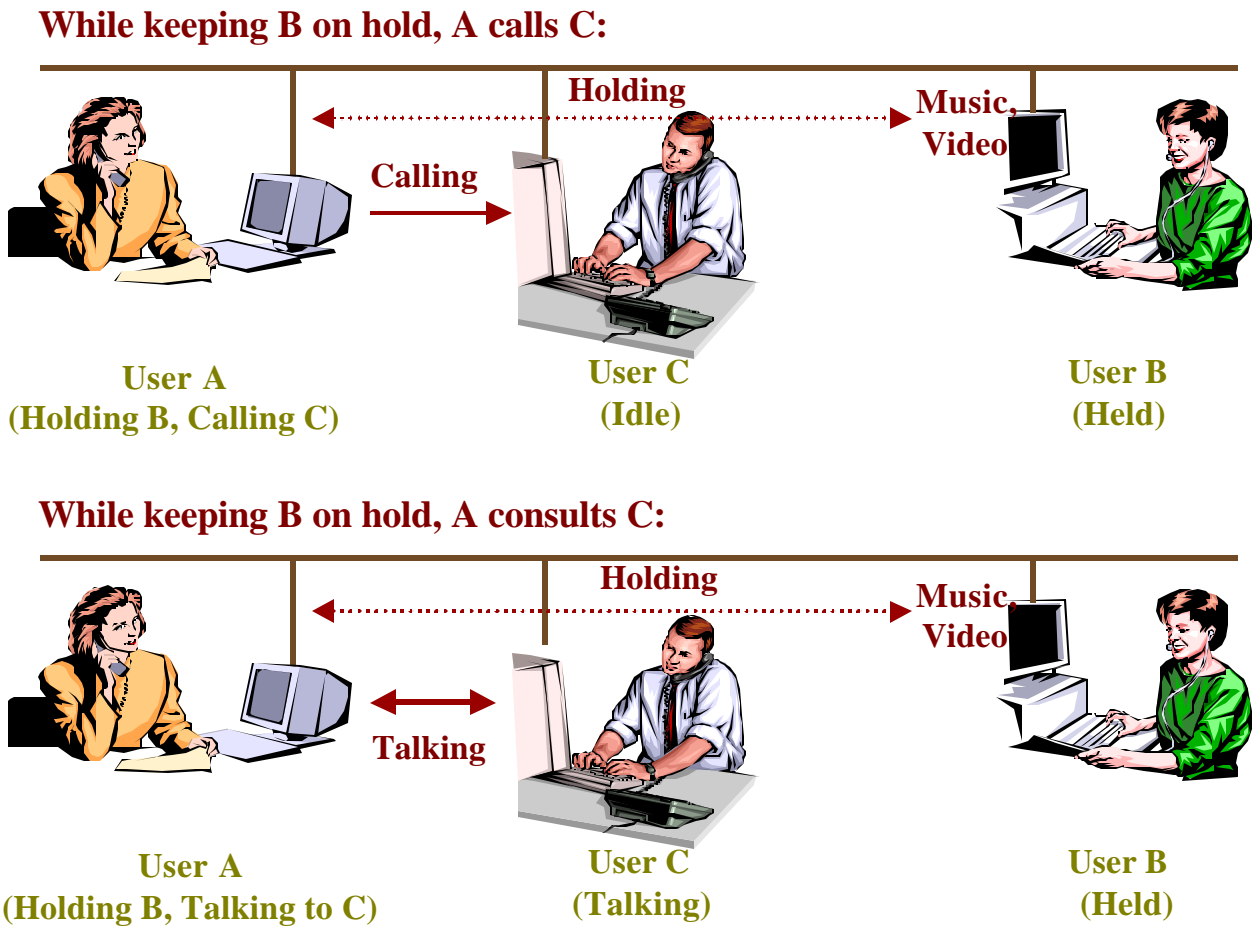 While keeping B on hold, A calls C:
Holding
Music,
Video
Calling
User A
(Holding B, Calling C)
User C
(Idle)
User B
(Held)
While keeping B on hold, A consults C:
Holding
Music,
Video
Talking
User A
(Holding B, Talking to C)
User C
(Talking)
User B
(Held)